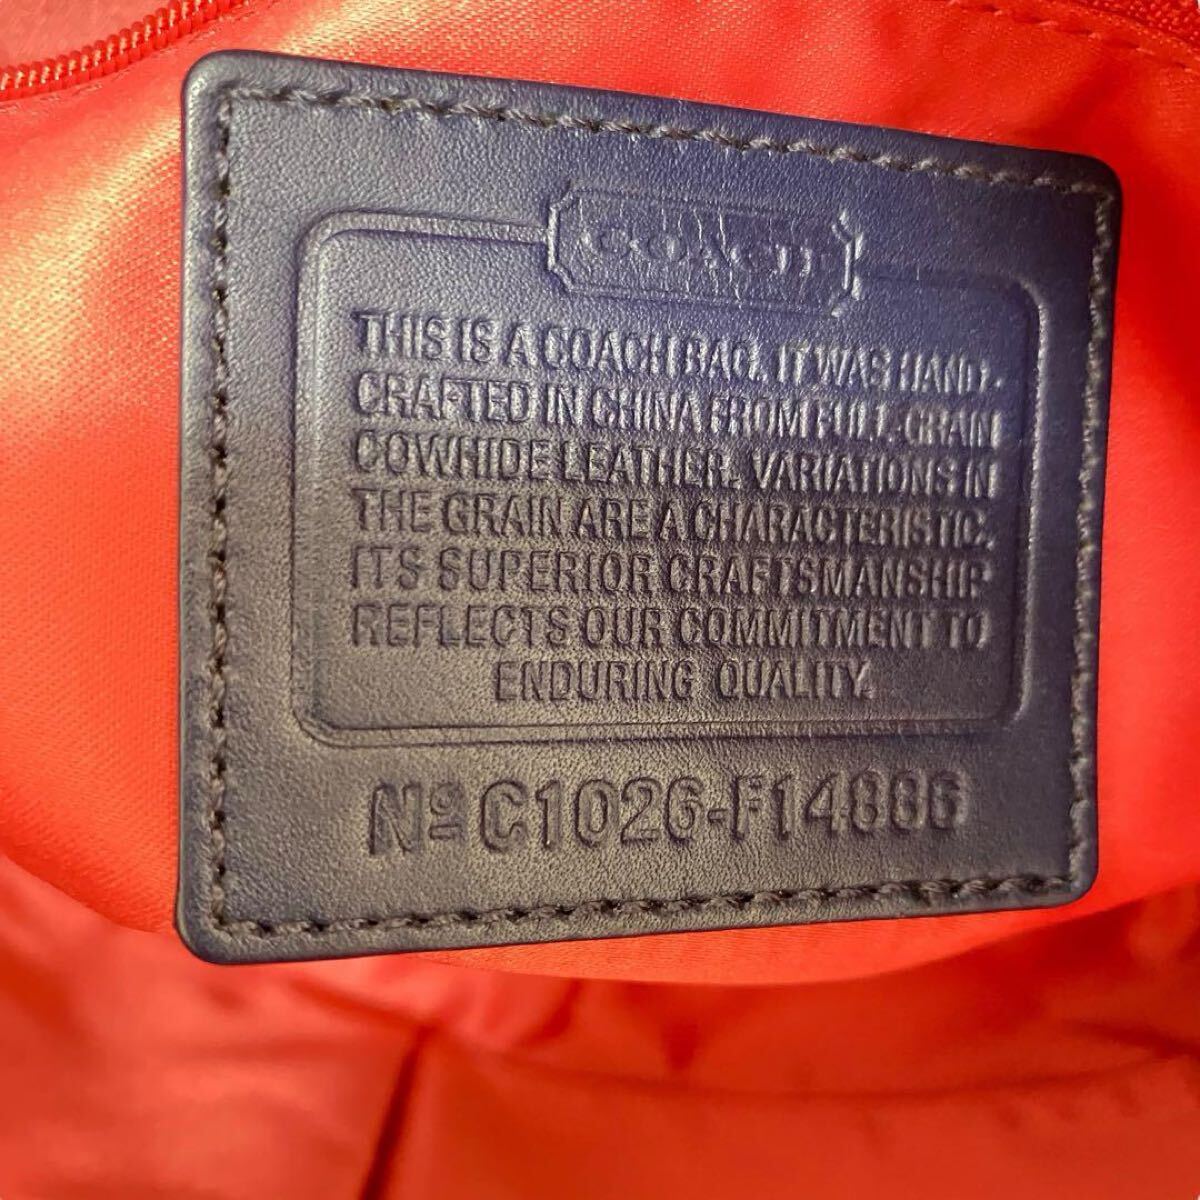 COACH
THIS IS A COACH BAG. IT WAS HAND-
CRAFTED IN CHINA FROM FULL GRAIN
COWHIDE LEATHER. VARIATIONS IN
THE GRAIN ARE A CHARACTERISTIC.
ITS SUPERIOR CRAFTSMANSHIP
REFLECTS OUR COMMITMENT TO
ENDURING QUALITY.
Nº C1026-F14886